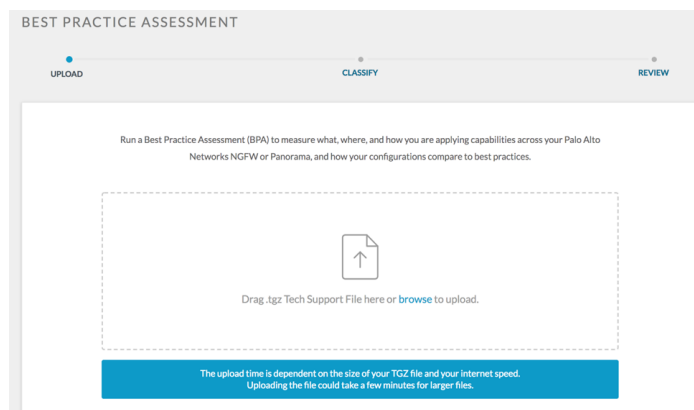 BEST PRACTICE ASSESSMENT
UPLOAD
CLASSIFY
REVIEW
Run a Best Practice Assessment (BPA) to measure what, where, and how you are applying capabilities across your Palo Alto
Networks NGFW or Panorama, and how your configurations compare to best practices.
Drag .tgz Tech Support File here or browse to upload.
The upload time is dependent on the size of your TGZ file and your internet speed.
Uploading the file could take a few minutes for larger files.